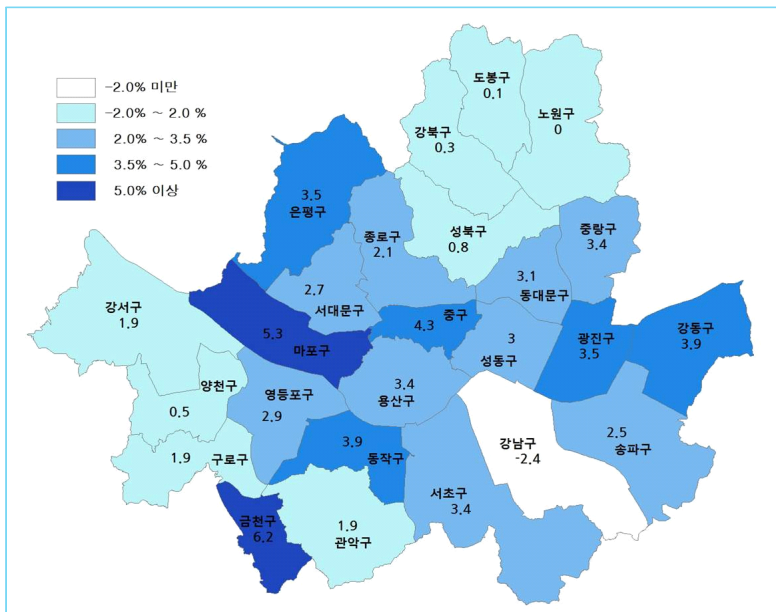 -2.0% 미만
-2.0% ~ 2.0 %
2.0% ~ 3.5 %
3.5% ~ 5.0 %
5.0% 이상
도봉구
0.1
노원구
0
강북구
0.3
3.5
은평구
종로구
2.1
성북구
0.8
중랑구
3.4
강서구
1.9
2.7
서대문구
3.1
동대문구
5.3
마포구
중구
4.3
3
성동구
광진구
3.5
강동구
3.9
양천구
0.5
영등포구
2.9
3.4
용산구
1.9
구로구
3.9
동작구
강남구
-2.4
2.5
송파구
서초구
3.4
금천구
6.2
1.9
관악구